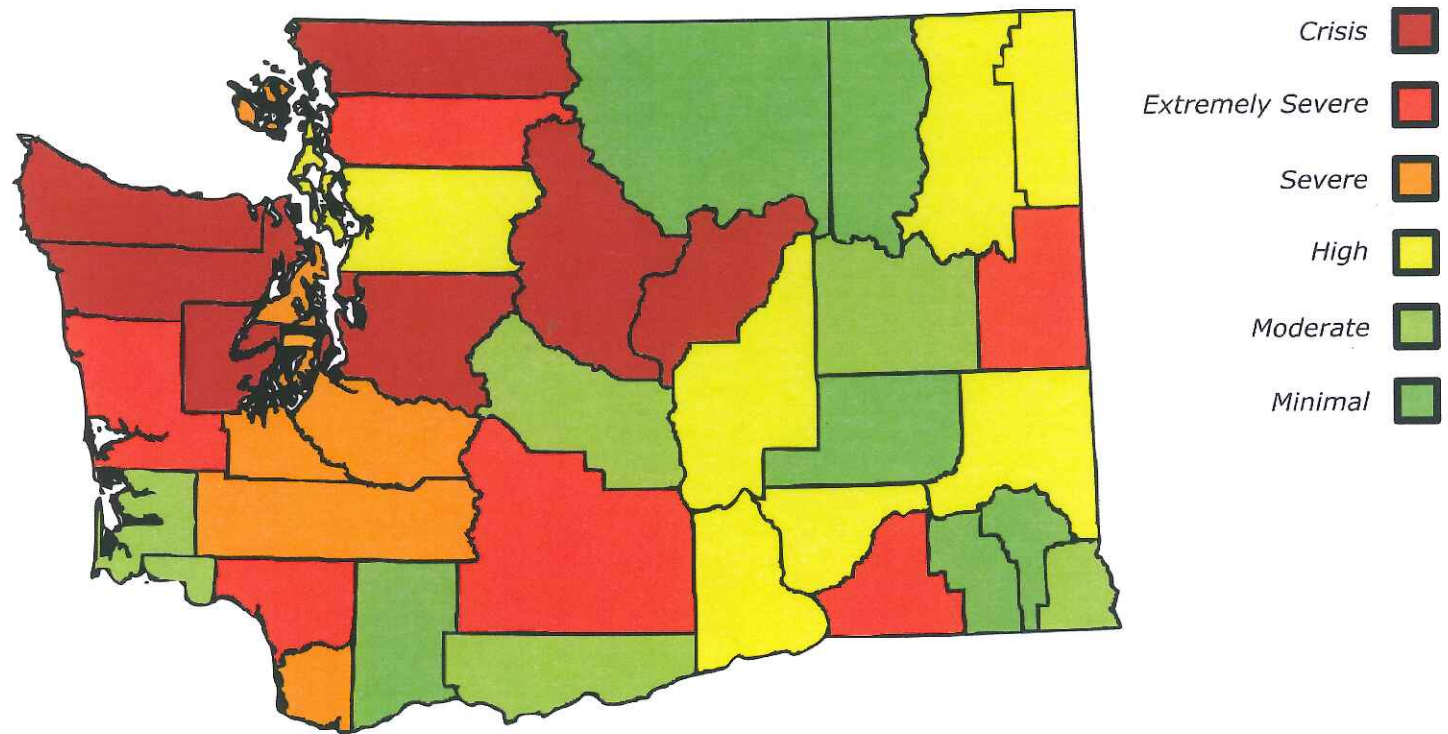 Crisis
Extremely Severe
Severe
High
Moderate
Minimal